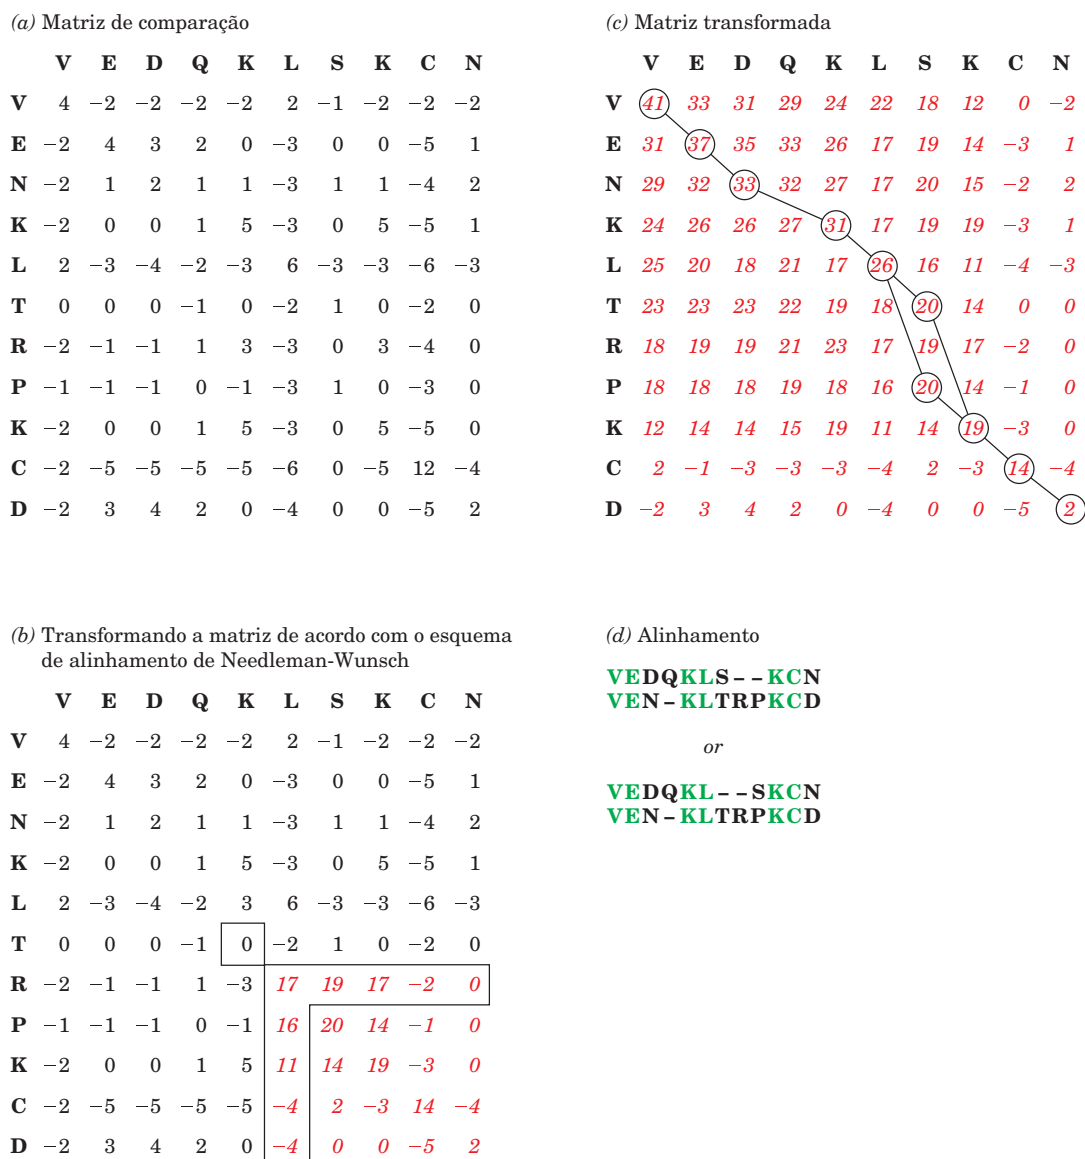 (a) Matriz de comparação
V E D Q K L S K C N
V 4 −2 −2 −2 −2 2 −1 −2 −2 −2
E −2 4 3 2 0 −3 0 0 −5 1
N −2 1 2 1 1 −3 1 1 −4 2
K −2 0 0 1 5 −3 0 5 −5 1
L 2 −3 −4 −2 −3 6 −3 −3 −6 −3
T 0 0 0 −1 0 −2 1 0 −2 0
R −2 −1 −1 1 3 −3 0 3 −4 0
P −1 −1 −1 0 −1 −3 1 0 −3 0
K −2 0 0 1 5 −3 0 5 −5 0
C −2 −5 −5 −5 −5 −6 0 −5 12 −4
D −2 3 4 2 0 −4 0 0 −5 2
(c) Matriz transformada
V E D Q K L S K C N
V 41 33 31 29 24 22 18 12 0 −2
E 31 37 35 33 26 17 19 14 −3 1
N 29 32 33 32 27 17 20 15 −2 2
K 24 26 26 27 31 17 19 19 −3 1
L 25 20 18 21 17 26 16 11 −4 −3
T 23 23 23 22 19 18 20 14 0 0
R 18 19 19 21 23 17 19 17 −2 0
P 18 18 18 19 18 16 20 14 −1 0
K 12 14 14 15 19 11 14 19 −3 0
C 2 −1 −3 −3 −3 −4 2 −3 14 −4
D −2 3 4 2 0 −4 0 0 −5 2
(b) Transformando a matriz de acordo com o esquema
de alinhamento de Needleman-Wunsch
V E D Q K L S K C N
V 4 −2 −2 −2 −2 2 −1 −2 −2 −2
E −2 4 3 2 0 −3 0 0 −5 1
N −2 1 2 1 1 −3 1 1 −4 2
K −2 0 0 1 5 −3 0 5 −5 1
L 2 −3 −4 −2 3 6 −3 −3 −6 −3
T 0 0 0 −1 0 −2 1 0 −2 0
R −2 −1 −1 1 −3 17 19 17 −2 0
P −1 −1 −1 0 −1 16 20 14 −1 0
K −2 0 0 1 5 11 14 19 −3 0
C −2 −5 −5 −5 −5 −4 2 −3 14 −4
D −2 3 4 2 0 −4 0 0 −5 2
(d) Alinhamento
VEDQKLS––KCN
VEN–KLTRPKCD
or
VEDQKL––SKCN
VEN–KLTRPKCD